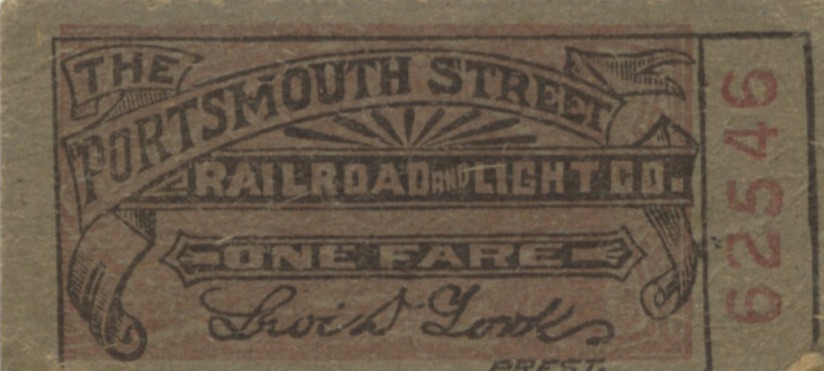 THE
PORTSMOUTH STREET
RAILROAD AND LIGHT CO.
ONE FARE
PREST.
62546